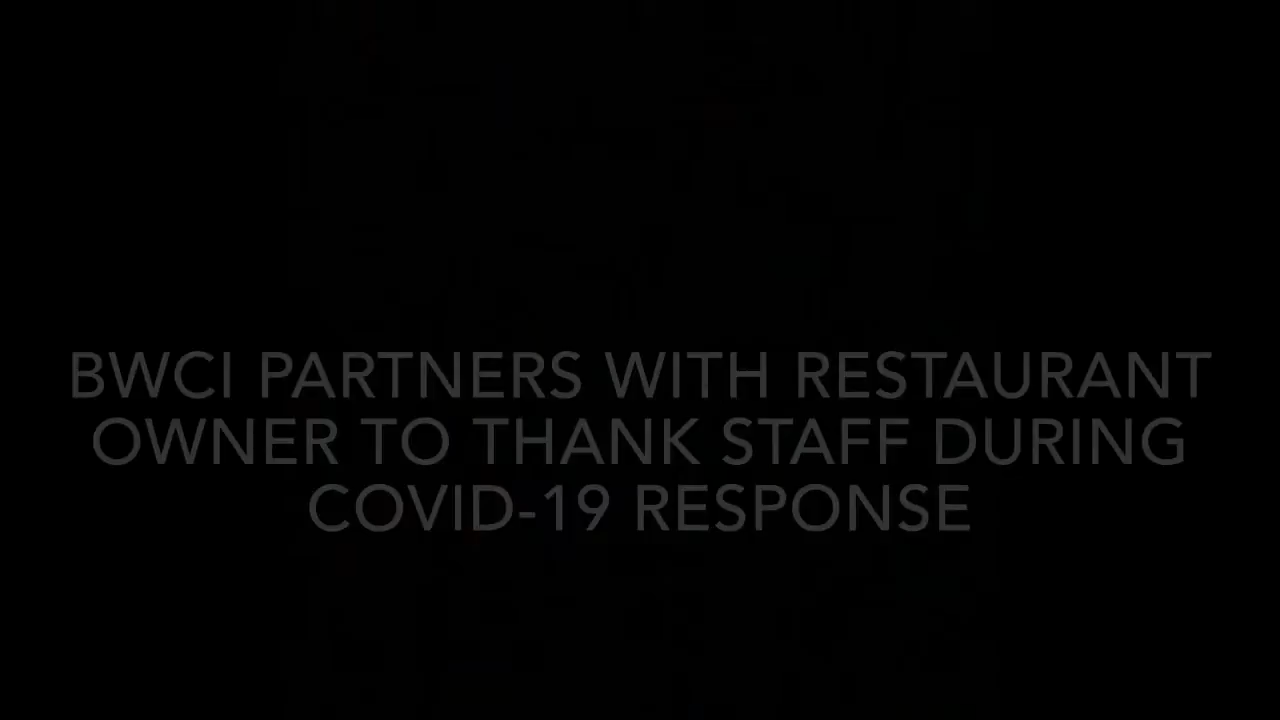 BWCI PARTNERS WITH RESTAURANT
OWNER TO THANK STAFF DURING
COVID-19 RESPONSE